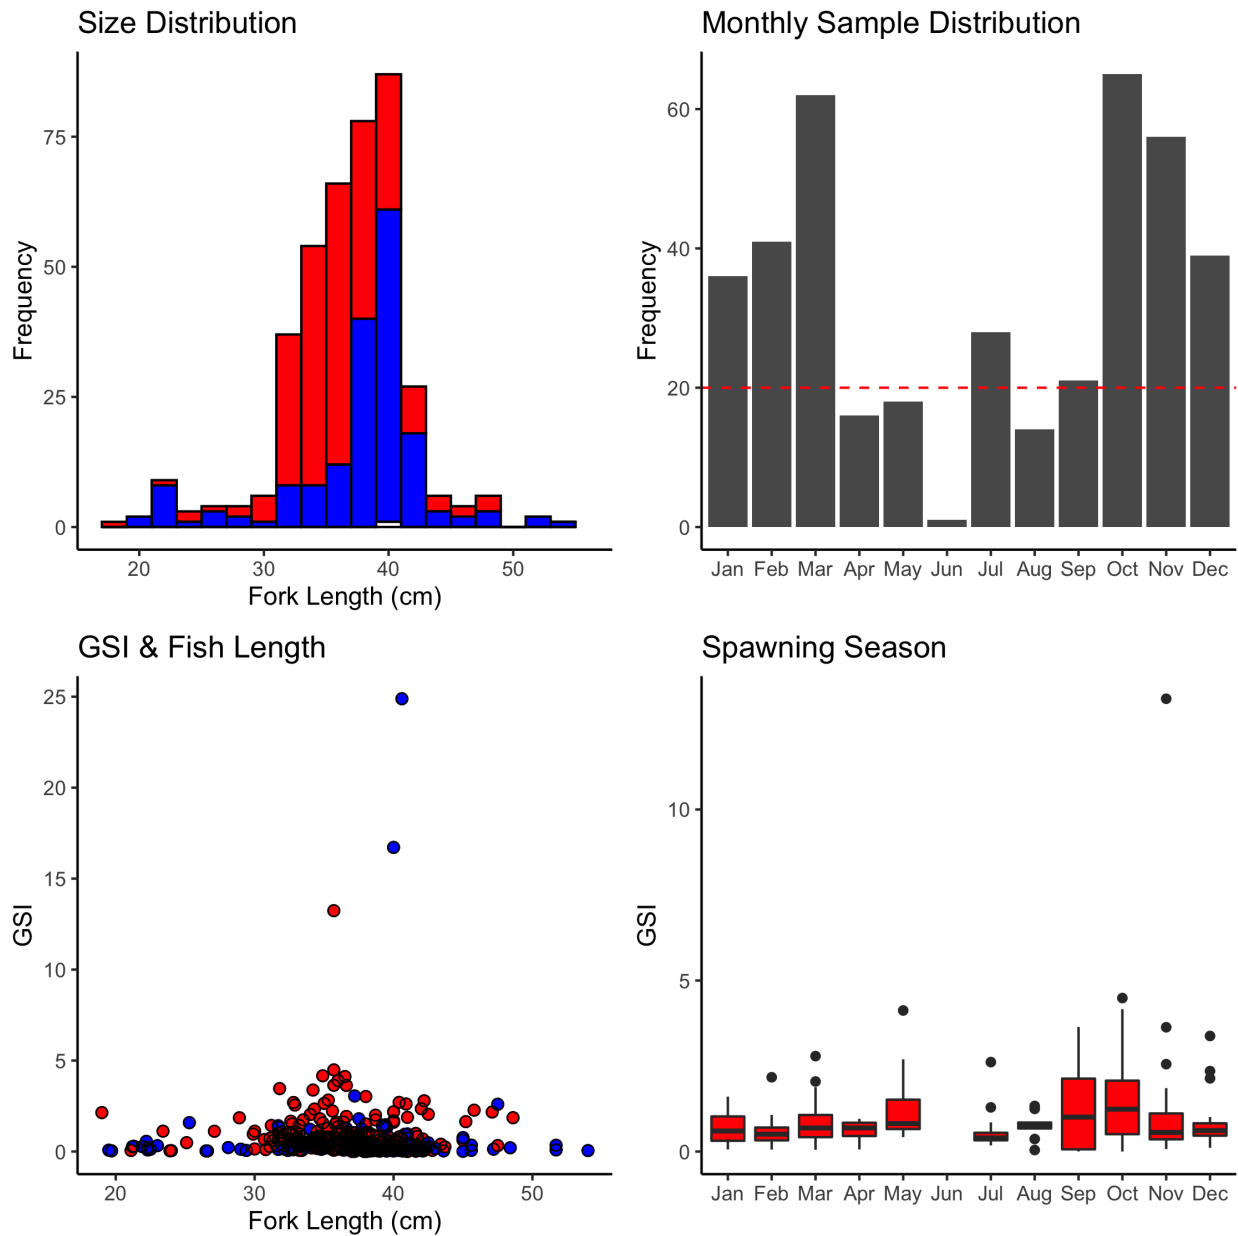 Size Distribution
Frequency
75
50
25
0
20 30 40 50
Fork Length (cm)
Monthly Sample Distribution
Frequency
60
40
20
0
Jan Feb Mar Apr May Jun Jul Aug Sep Oct Nov Dec
GSI & Fish Length
GSI
25
20
15
10
5
0
20 30 40 50
Fork Length (cm)
Spawning Season
GSI
10
5
0
Jan Feb Mar Apr May Jun Jul Aug Sep Oct Nov Dec